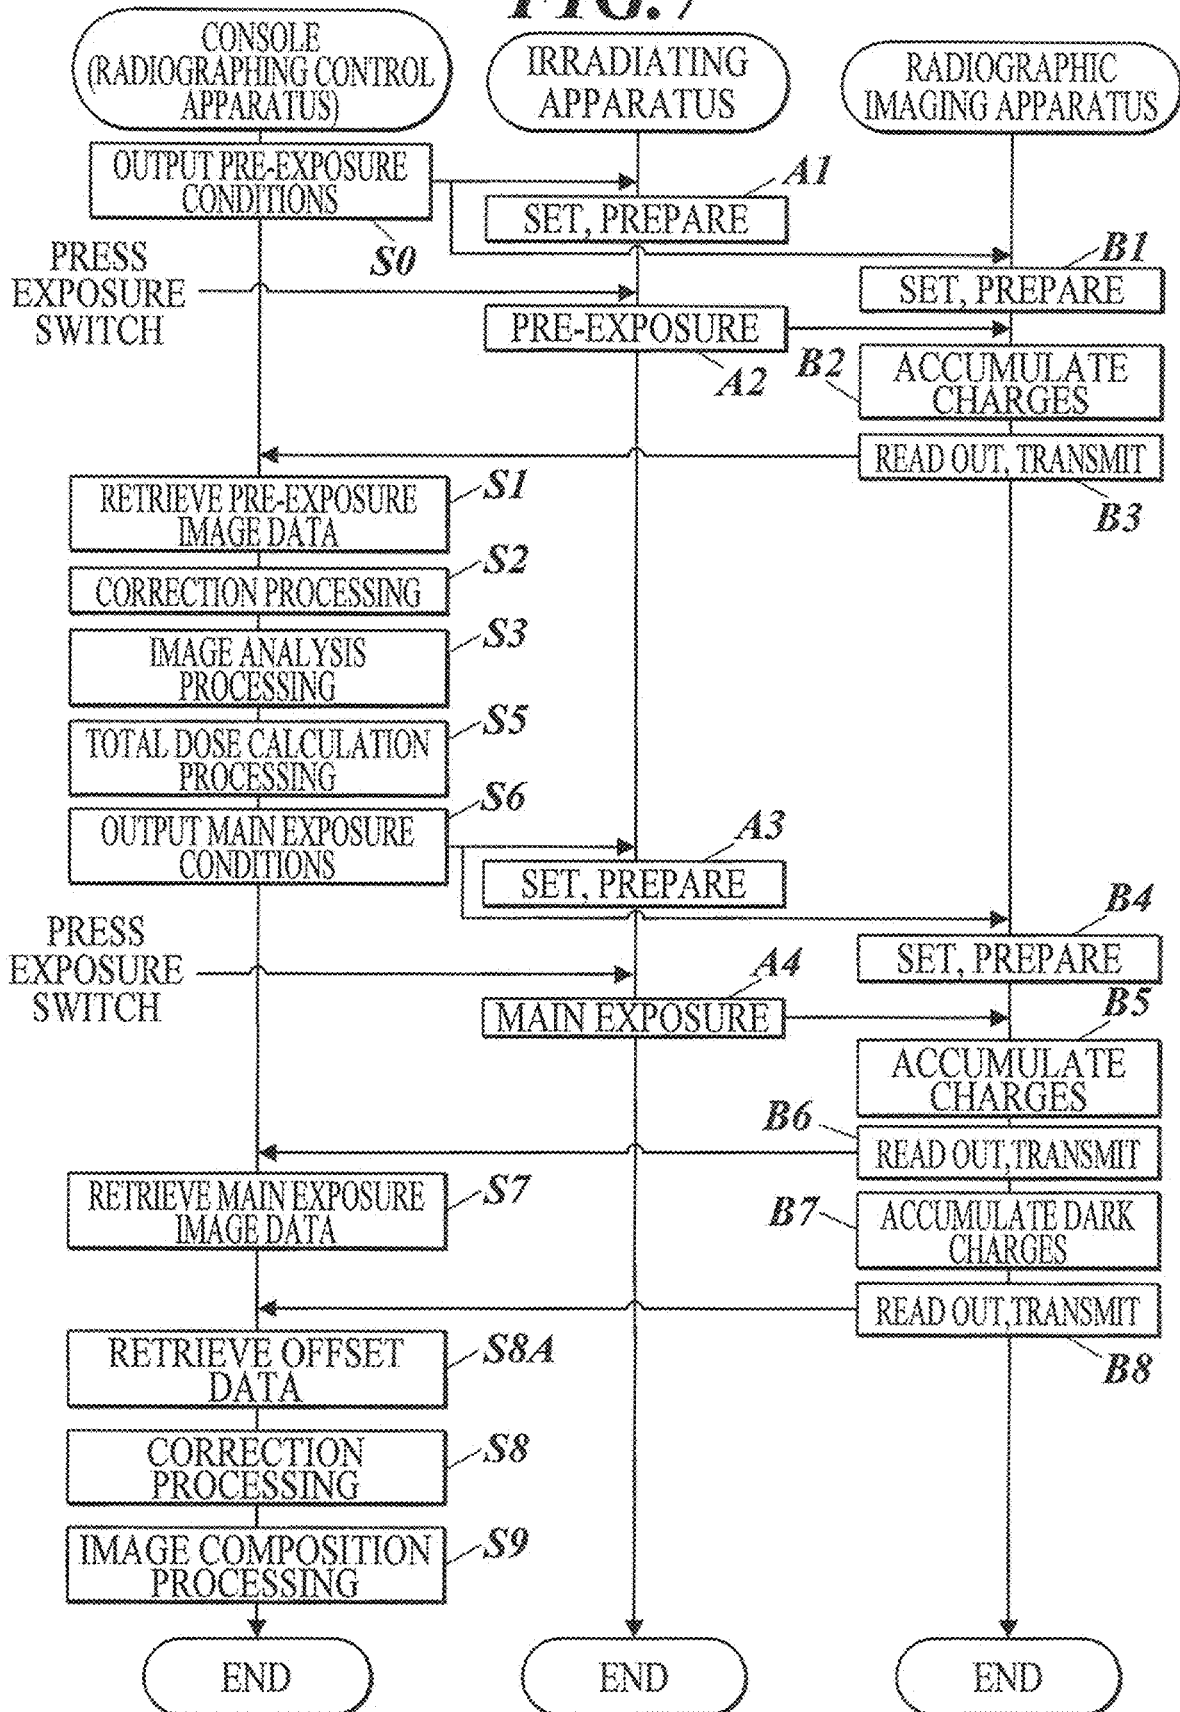 FIG. 7
CONSOLE
(RADIOGRAPHING CONTROL
APPARATUS)
IRRADIATING
APPARATUS
RADIOGRAPHIC
IMAGING APPARATUS
OUTPUT PRE-EXPOSURE
CONDITIONS
S0
A1
SET, PREPARE
B1
SET, PREPARE
PRESS
EXPOSURE
SWITCH
PRE-EXPOSURE
A2
B2
ACCUMULATE
CHARGES
READ OUT, TRANSMIT
B3
RETRIEVE PRE-EXPOSURE
IMAGE DATA
S1
CORRECTION PROCESSING
S2
IMAGE ANALYSIS
PROCESSING
S3
TOTAL DOSE CALCULATION
PROCESSING
S5
OUTPUT MAIN EXPOSURE
CONDITIONS
S6
A3
SET, PREPARE
B4
SET, PREPARE
PRESS
EXPOSURE
SWITCH
A4
MAIN EXPOSURE
B5
ACCUMULATE
CHARGES
B6
READ OUT, TRANSMIT
RETRIEVE MAIN EXPOSURE
IMAGE DATA
S7
B7
ACCUMULATE DARK
CHARGES
READ OUT, TRANSMIT
B8
RETRIEVE OFFSET
DATA
S8A
CORRECTION
PROCESSING
S8
IMAGE COMPOSITION
PROCESSING
S9
END
END
END